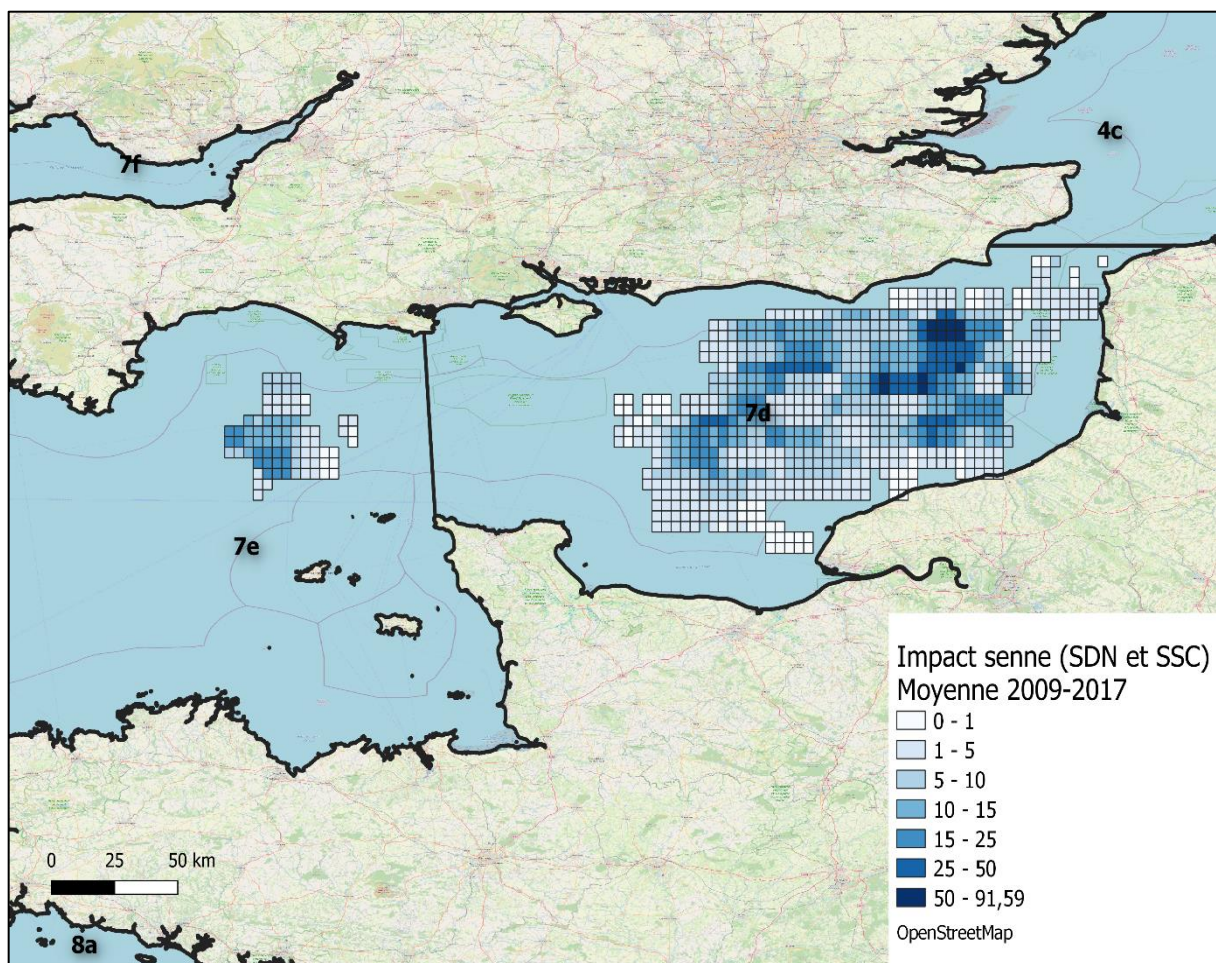 4c
7f
7d
7e
8a
0 25 50 km
Impact senne (SDN et SSC)
Moyenne 2009-2017
0 - 1
1 - 5
5 - 10
10 - 15
15 - 25
25 - 50
50 - 91,59
OpenStreetMap